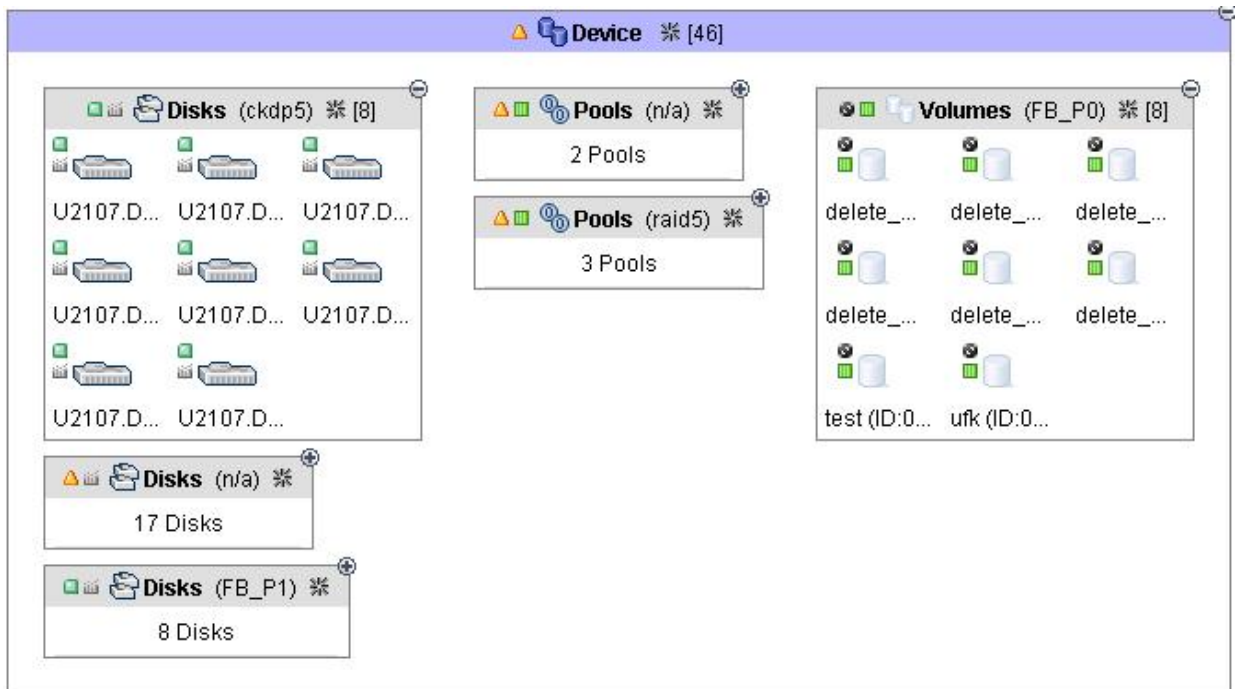 Device [46]
Disks (ckdp5) [8]
U2107.D... U2107.D... U2107.D...
U2107.D... U2107.D... U2107.D...
U2107.D... U2107.D...
Disks (n/a)
17 Disks
Disks (FB_P1)
8 Disks
Pools (n/a)
2 Pools
Pools (raid5)
3 Pools
Volumes (FB_P0) [8]
delete_... delete_... delete_...
delete_... delete_... delete_...
test (ID:0... ufk (ID:0...